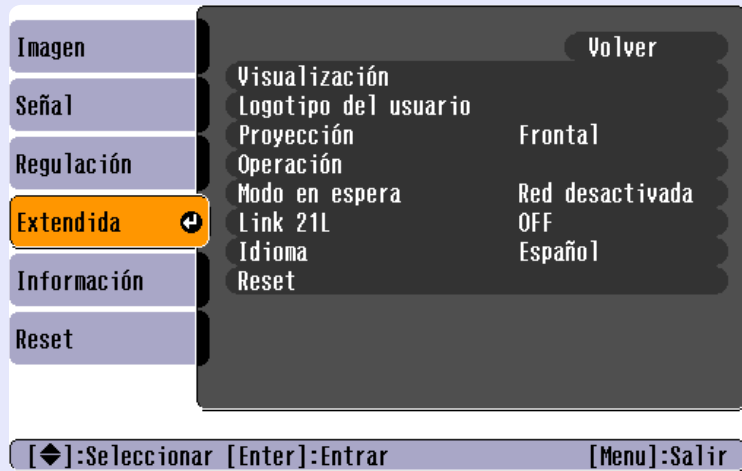 Imagen
Señal
Regulación
Extendida
Información
Reset
Volver
Visualización
Logotipo del usuario
Proyección Frontal
Operación
Modo en espera Red desactivada
Link 21L OFF
Idioma Español
Reset
[◆]:Seleccionar [Enter]:Entrar [Menu]:Salir